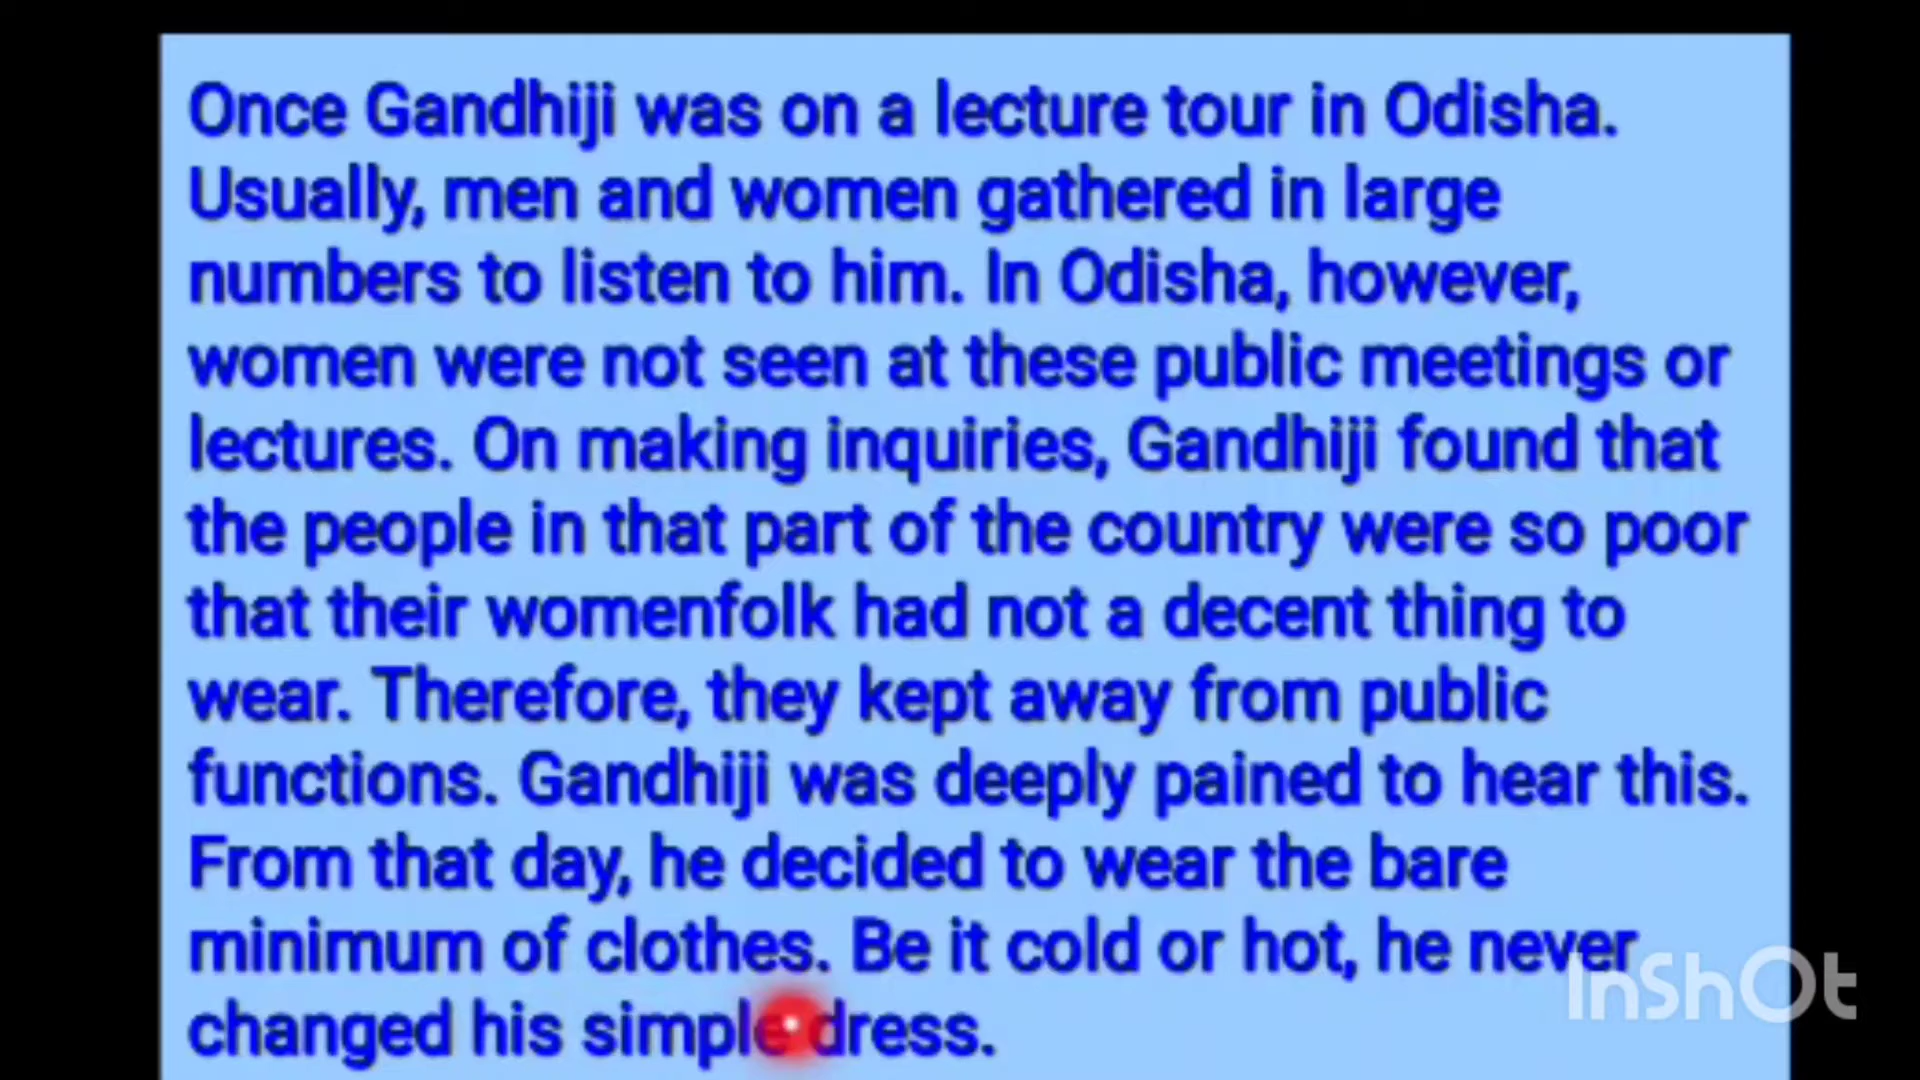 Once Gandhiji was on a lecture tour in Odisha.
Usually, men and women gathered in large
numbers to listen to him. In Odisha, however,
women were not seen at these public meetings or
lectures. On making inquiries, Gandhiji found that
the people in that part of the country were so poor
that their womenfolk had not a decent thing to
wear. Therefore, they kept away from public
functions. Gandhiji was deeply pained to hear this.
From that day, he decided to wear the bare
minimum of clothes. Be it cold or hot, he never
changed his simple dress.
InShOt